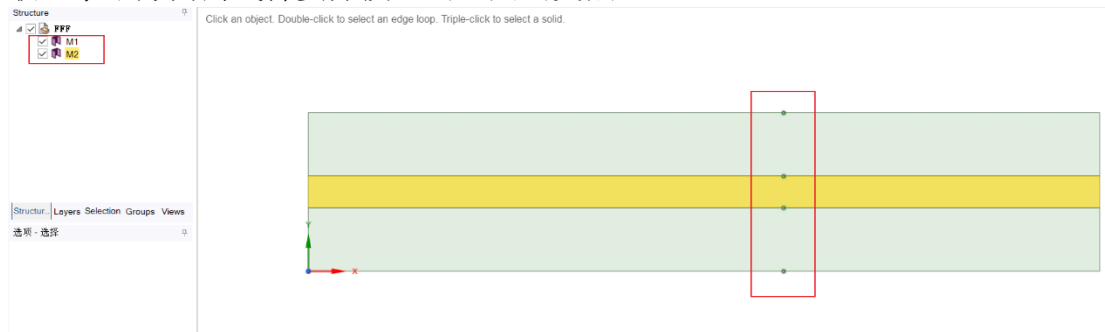 Structure
Click an object. Double-click to select an edge loop. Triple-click to select a solid.
FFF
M1
M2
Structur... Layers Selection Groups Views
选项 - 选择
Y
X